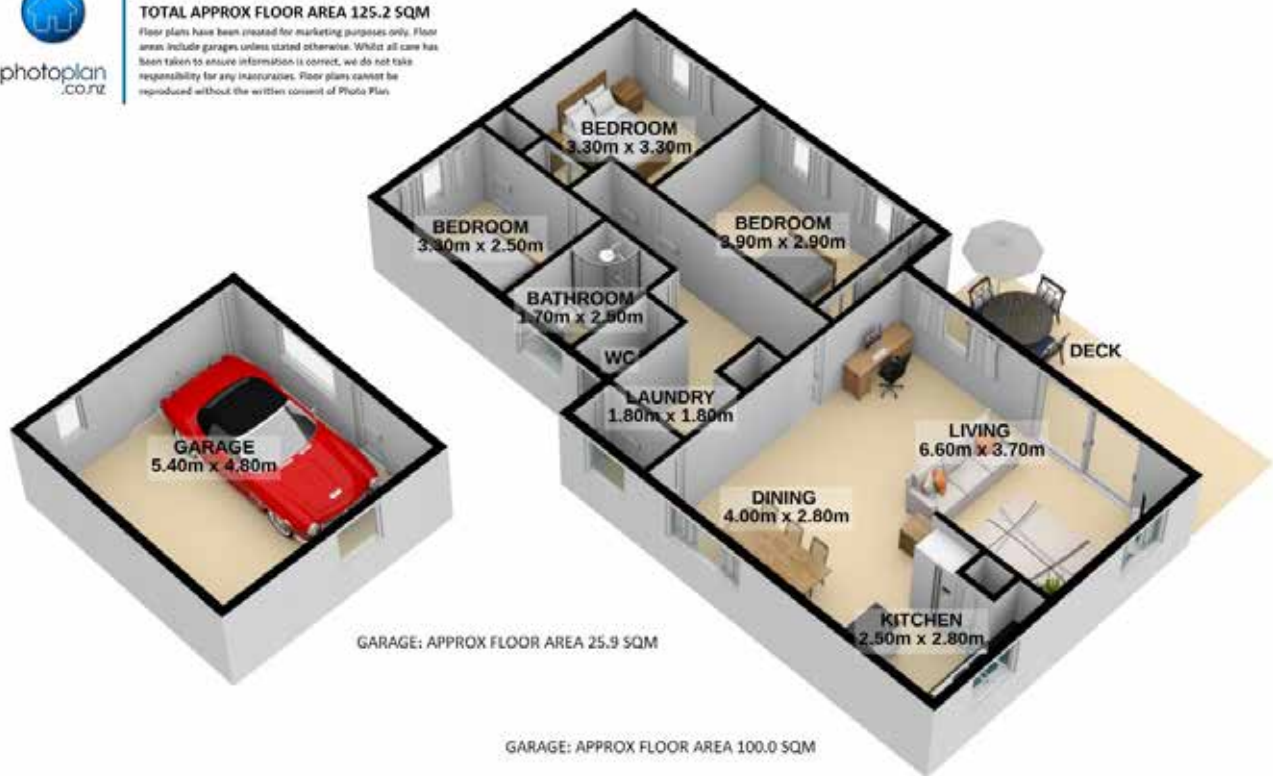 photoplan
.co.nz
TOTAL APPROX FLOOR AREA 125.2 SQM
Floor plans have been created for marketing purposes only. Floor
areas include garages unless stated otherwise. Whilst all care has
been taken to ensure information is correct, we do not take
responsibility for any inaccuracies. Floor plans cannot be
reproduced without the written consent of Photo Plan
BEDROOM
3.30m x 3.30m
BEDROOM
3.30m x 2.50m
BEDROOM
3.90m x 2.90m
BATHROOM
1.70m x 2.50m
WC
LAUNDRY
1.80m x 1.80m
DECK
LIVING
6.60m x 3.70m
DINING
4.00m x 2.80m
KITCHEN
2.50m x 2.80m
GARAGE
5.40m x 4.80m
GARAGE: APPROX FLOOR AREA 25.9 SQM
GARAGE: APPROX FLOOR AREA 100.0 SQM